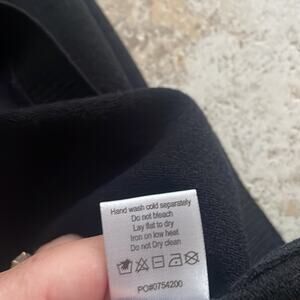 Hand wash cold separately
Do not bleach
Lay flat to dry
Iron on low heat
Do not Dry clean
PO#0754200